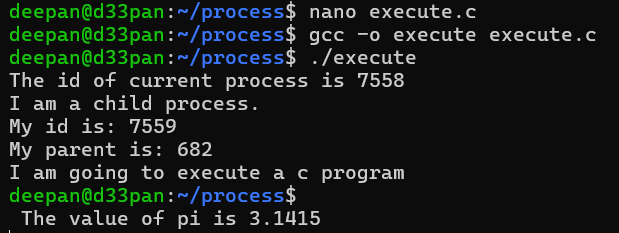 deepan@d33pan:~/process$ nano execute.c
deepan@d33pan:~/process$ gcc -o execute execute.c
deepan@d33pan:~/process$ ./execute
The id of current process is 7558
I am a child process.
My id is: 7559
My parent is: 682
I am going to execute a c program
deepan@d33pan:~/process$
 The value of pi is 3.1415